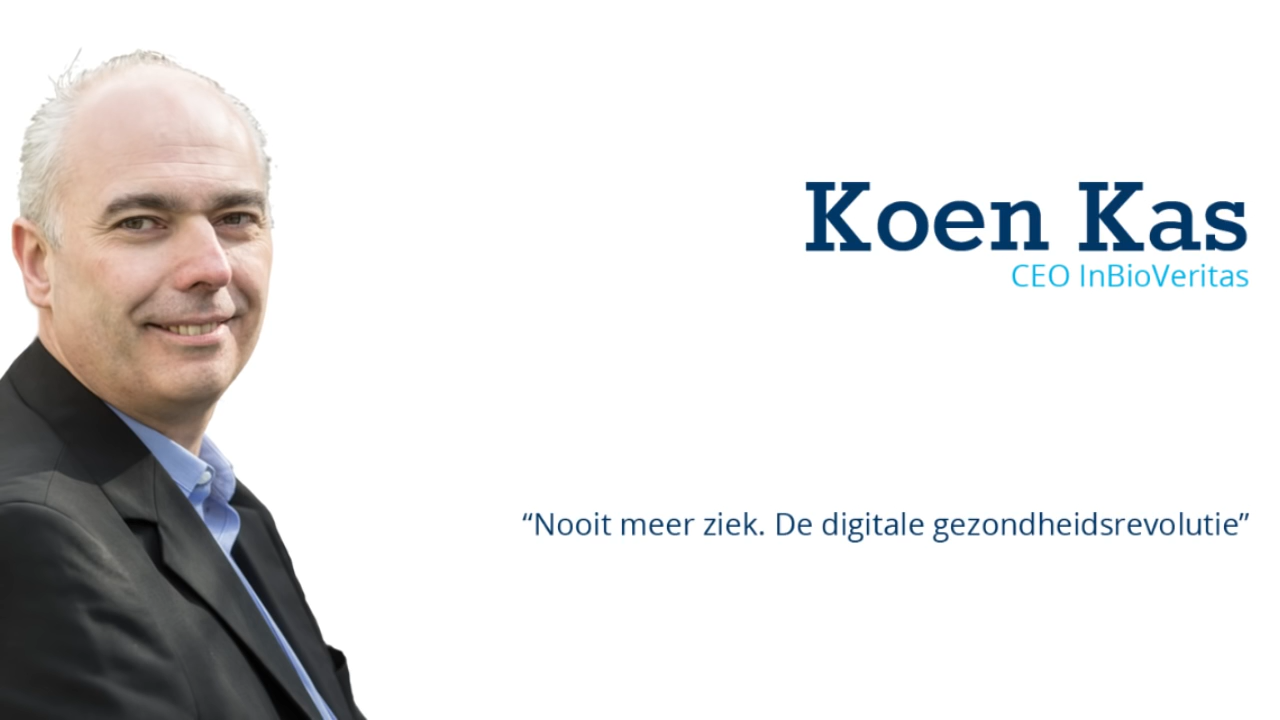 Koen Kas
CEO InBioVeritas
“Nooit meer ziek. De digitale gezondheidsrevolutie”